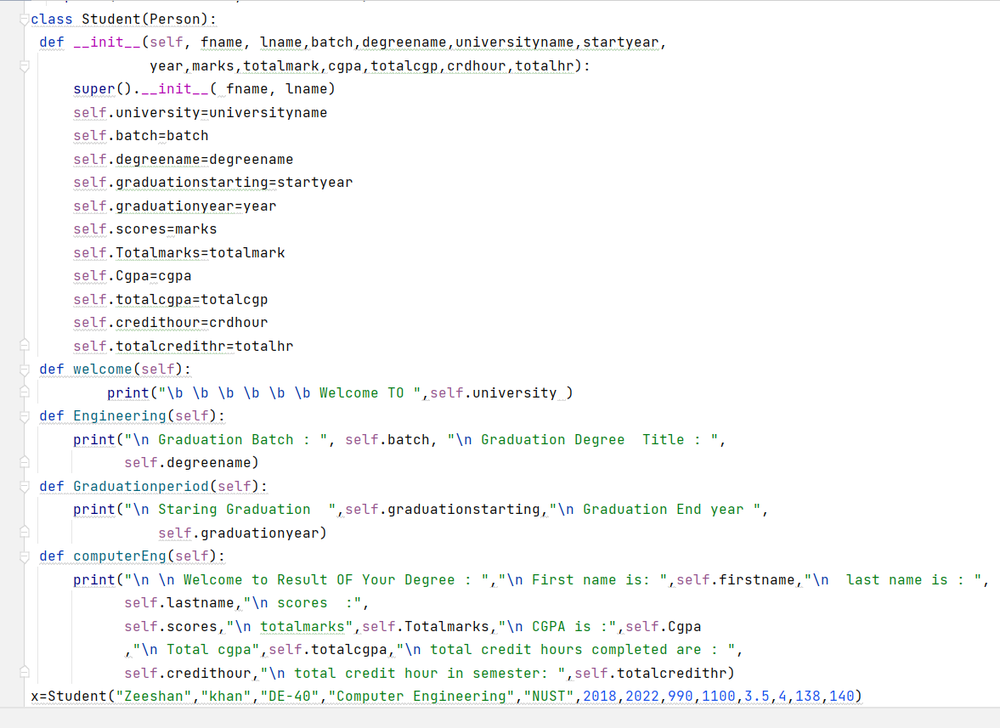 class Student(Person):
 def __init__(self, fname, lname,batch,degreename,universityname,startyear,
              year,marks,totalmark,cgpa,totalcgp,crdhour,totalhr):
     super().__init__( fname, lname)
     self.university=universityname
     self.batch=batch
     self.degreename=degreename
     self.graduationstarting=startyear
     self.graduationyear=year
     self.scores=marks
     self.Totalmarks=totalmark
     self.Cgpa=cgpa
     self.totalcgpa=totalcgp
     self.credithour=crdhour
     self.totalcredithr=totalhr
 def welcome(self):
         print("\b \b \b \b \b \b Welcome TO ",self.university )
 def Engineering(self):
     print("\n Graduation Batch : ", self.batch, "\n Graduation Degree  Title : ",
           self.degreename)
 def Graduationperiod(self):
     print("\n Staring Graduation  ",self.graduationstarting,"\n Graduation End year ",
               self.graduationyear)
 def computerEng(self):
     print("\n \n Welcome to Result OF Your Degree : ","\n First name is: ",self.firstname,"\n  last name is : ",
           self.lastname,"\n scores  :",
           self.scores,"\n totalmarks",self.Totalmarks,"\n CGPA is :",self.Cgpa
           ,"\n Total cgpa",self.totalcgpa,"\n total credit hours completed are : ",
           self.credithour,"\n total credit hour in semester: ",self.totalcredithr)
x=Student("Zeeshan","khan","DE-40","Computer Engineering","NUST",2018,2022,990,1100,3.5,4,138,140)